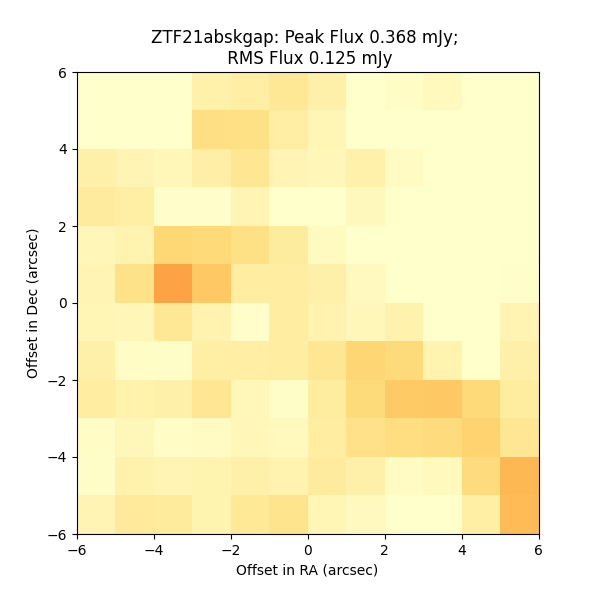 ZTF21abskgap: Peak Flux 0.368 mJy;
RMS Flux 0.125 mJy
6
4
2
0
−2
−4
−6
Offset in Dec (arcsec)
−6 −4 −2 0 2 4 6
Offset in RA (arcsec)